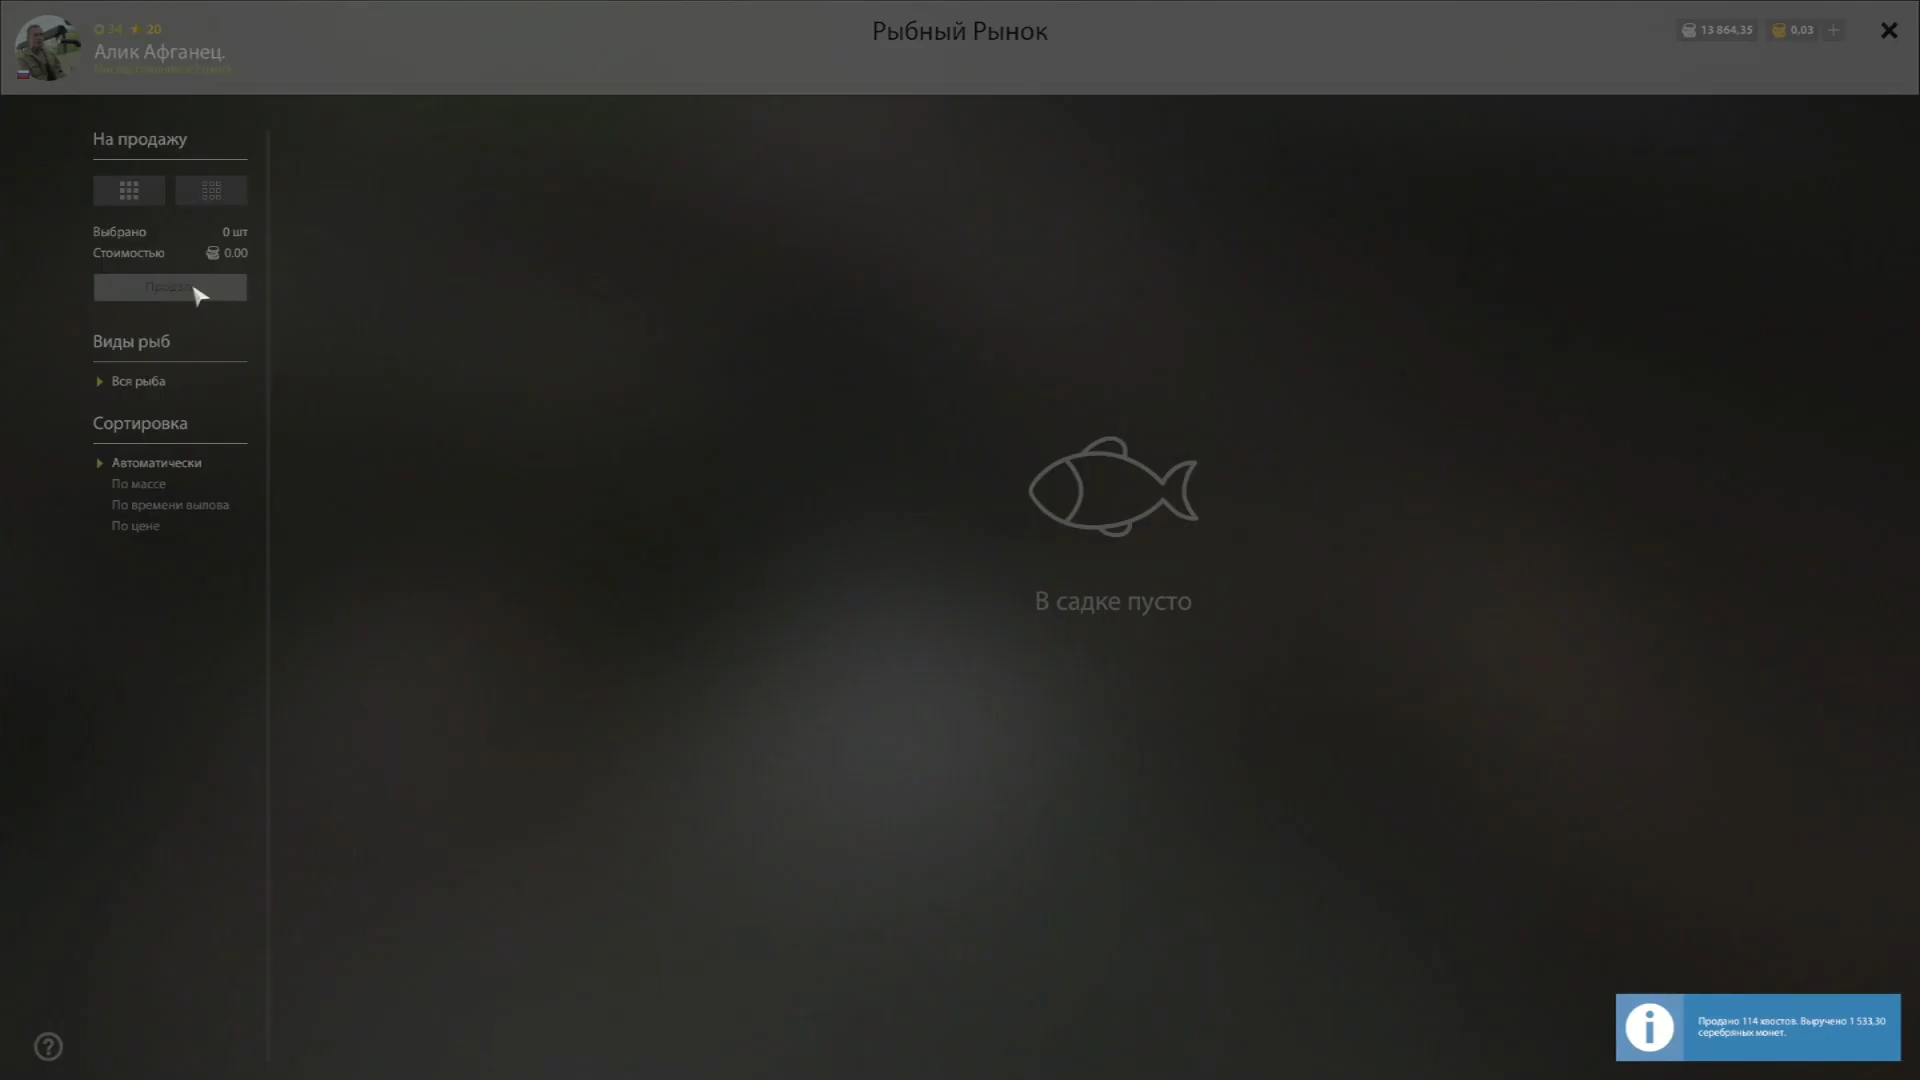 34 20
Алик Афганец.
Рыбный Рынок
13 864,35
0,03
На продажу
Выбрано 0 шт
Стоимостью 0.00
Виды рыб
Вся рыба
Сортировка
Автоматически
По массе
По времени вылова
По цене
В садке пусто
Продано 114 хвостов. Выручено 1 533,30
серебряных монет.